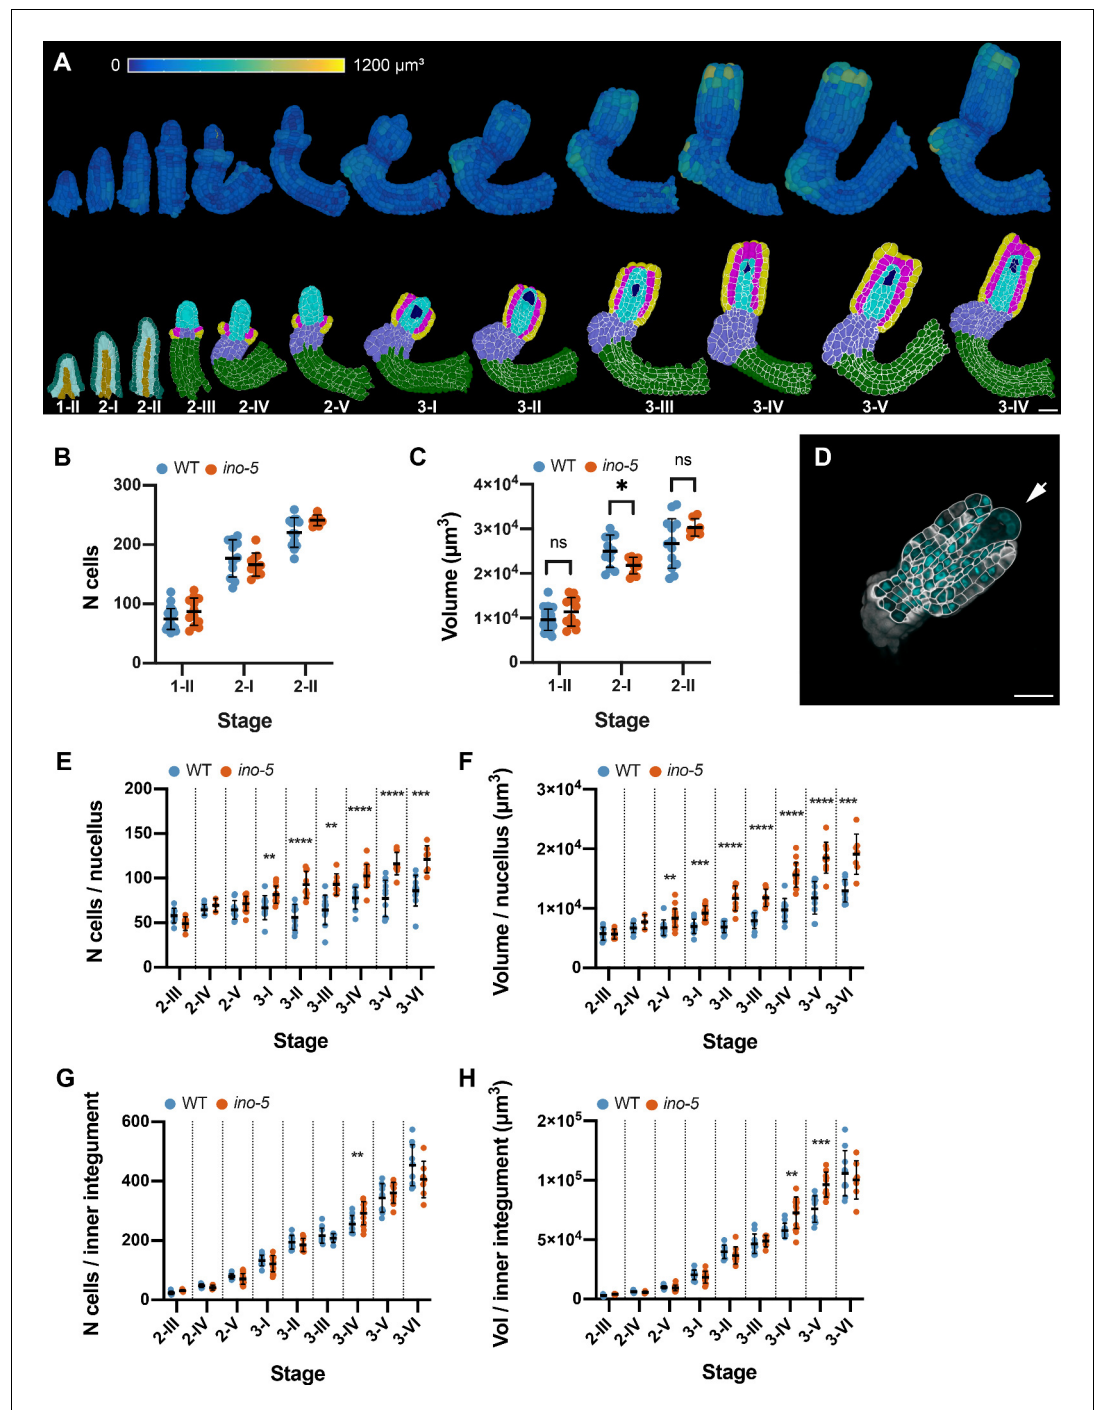 A
0 1200 µm³
1-II 2-I 2-II 2-III 2-IV 2-V 3-I 3-II 3-III 3-IV 3-V 3-IV
B
WT ino-5
N cells
300
200
100
0
1-II 2-I 2-II
Stage
C
WT ino-5
Volume (µm³)
4×10⁴
3×10⁴
2×10⁴
1×10⁴
0
ns * ns
1-II 2-I 2-II
Stage
D
E
WT ino-5
N cells / nucellus
200
150
100
50
0
** **** ** **** **** ***
2-III 2-IV 2-V 3-I 3-II 3-III 3-IV 3-V 3-VI
Stage
F
WT ino-5
Volume / nucellus (µm³)
3×10⁴
2×10⁴
1×10⁴
0
** *** **** **** **** **** ***
2-III 2-IV 2-V 3-I 3-II 3-III 3-IV 3-V 3-VI
Stage
G
WT ino-5
N cells / inner integument
600
400
200
0
**
2-III 2-IV 2-V 3-I 3-II 3-III 3-IV 3-V 3-VI
Stage
H
WT ino-5
Vol / inner integument (µm³)
2×10⁵
1×10⁵
5×10⁴
0
** ***
2-III 2-IV 2-V 3-I 3-II 3-III 3-IV 3-V 3-VI
Stage